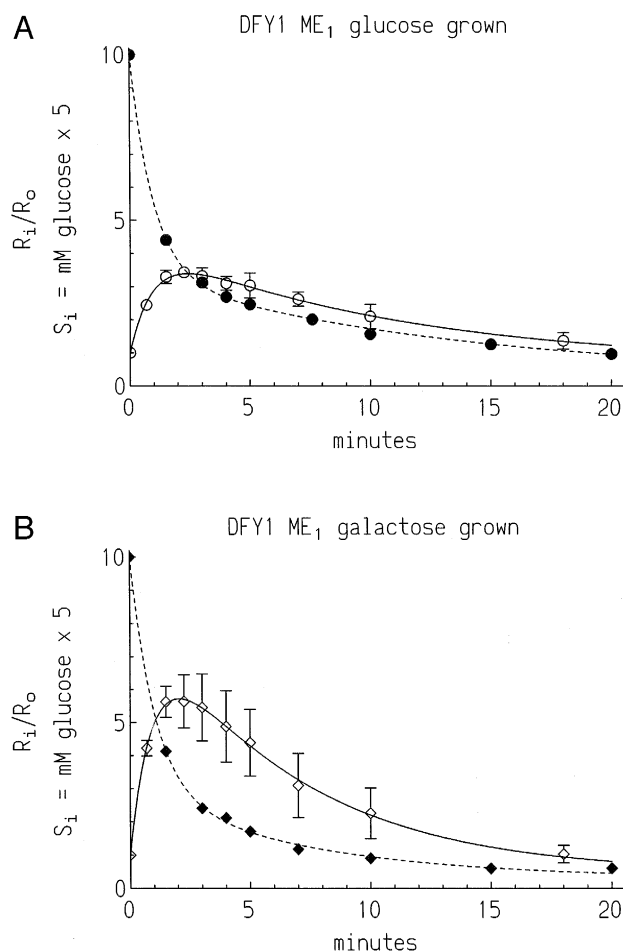 A
DFY1 ME₁ glucose grown
Rᵢ/Rₒ
Sᵢ = mM glucose x 5
10
5
0
0 5 10 15 20
minutes
B
DFY1 ME₁ galactose grown
Rᵢ/Rₒ
Sᵢ = mM glucose x 5
10
5
0
0 5 10 15 20
minutes